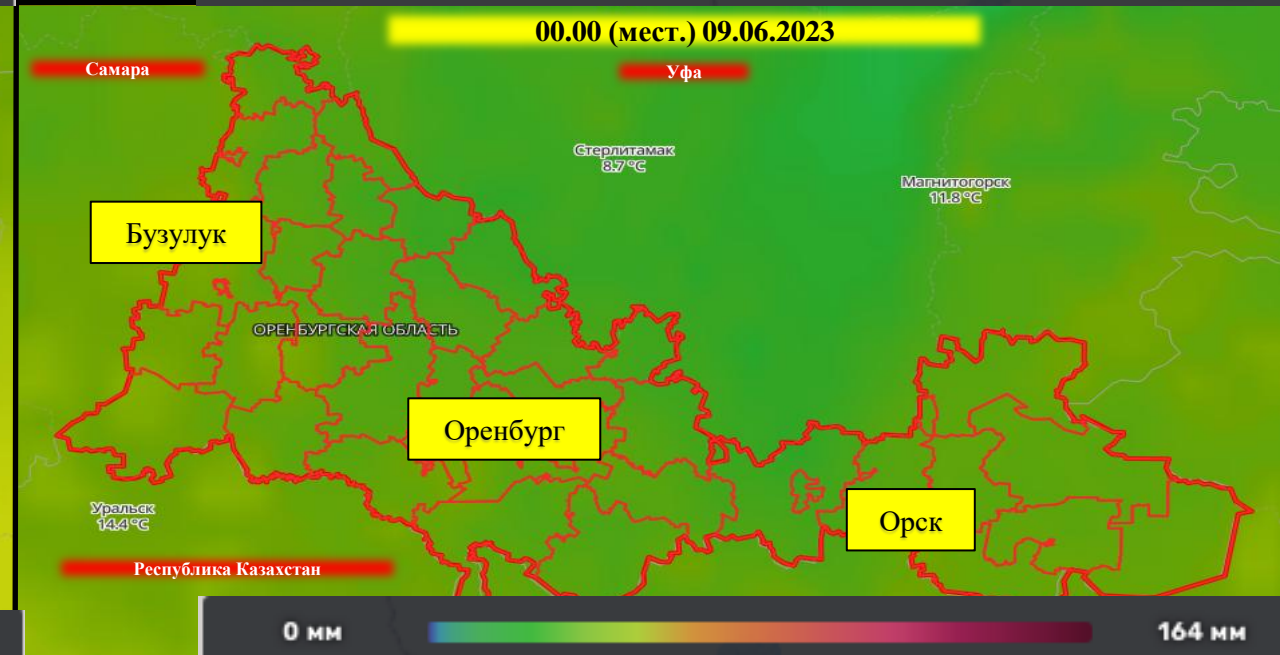 00.00 (мест.) 09.06.2023
Самара
Уфа
Стерлитамак
8.7 °C
Магнитогорск
11.8 °C
Бузулук
ОРЕНБУРГСКАЯ ОБЛАСТЬ
Оренбург
Уральск
14.4 °C
Орск
Республика Казахстан
0 мм
164 мм